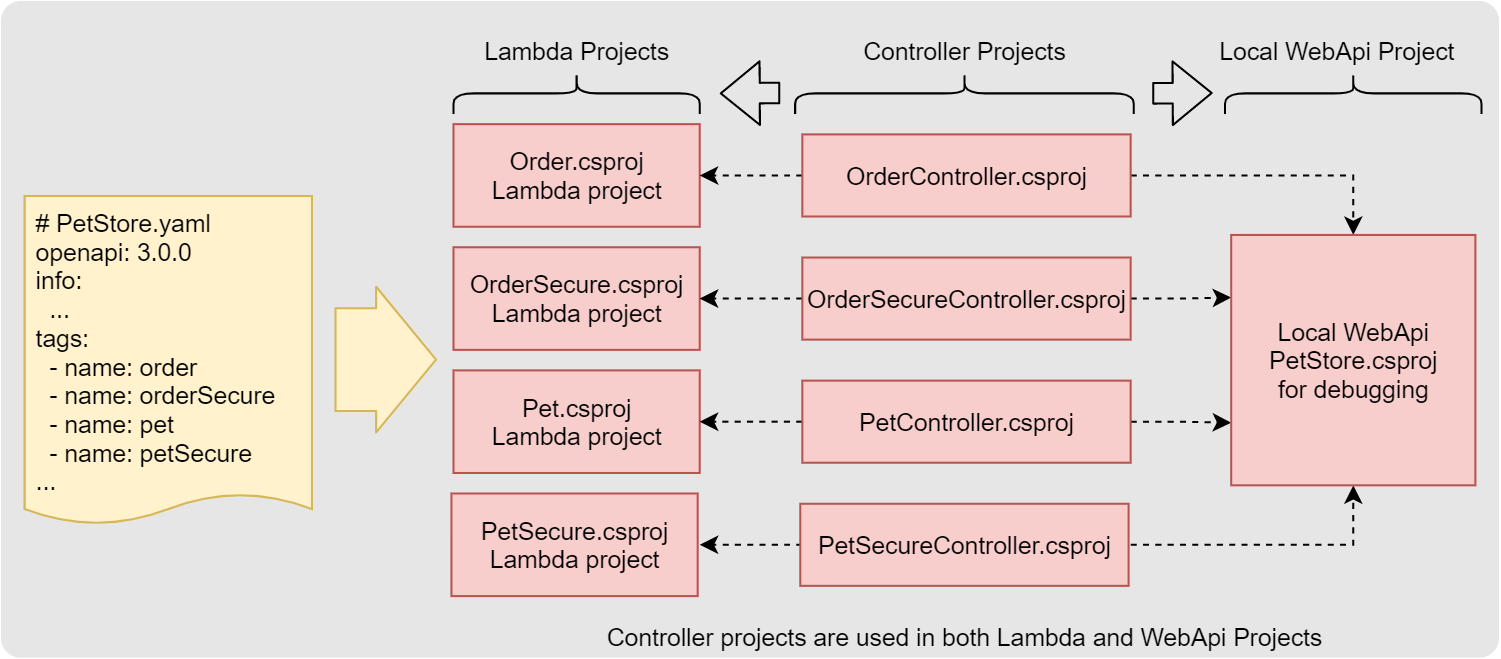 Lambda Projects
Controller Projects
Local WebApi Project
# PetStore.yaml
openapi: 3.0.0
info:
...
tags:
- name: order
- name: orderSecure
- name: pet
- name: petSecure
...
Order.csproj
Lambda project
OrderController.csproj
OrderSecure.csproj
Lambda project
OrderSecureController.csproj
Pet.csproj
Lambda project
PetController.csproj
PetSecure.csproj
Lambda project
PetSecureController.csproj
Local WebApi
PetStore.csproj
for debugging
Controller projects are used in both Lambda and WebApi Projects